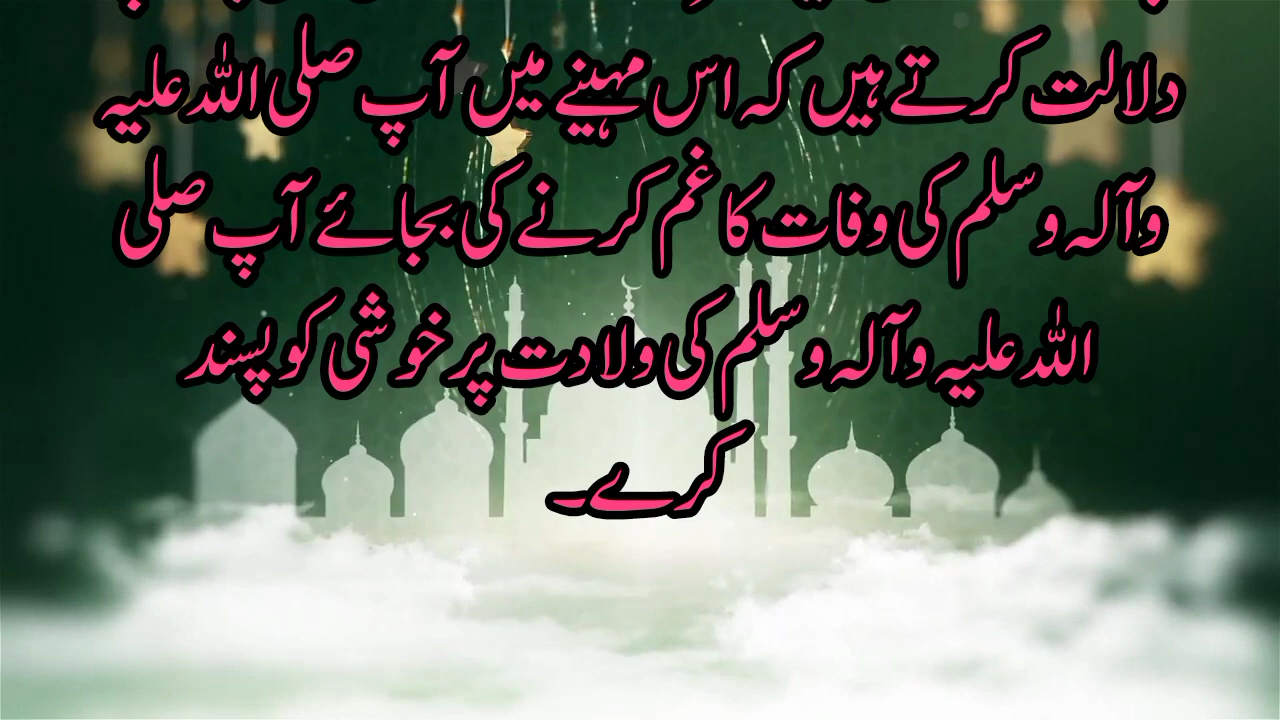 دلالت کرتے ہیں کہ اس مہینے میں آپ صلی اللہ علیہ
وآلہ وسلم کی وفات کا غم کرنے کی بجائے آپ صلی
اللہ علیہ وآلہ وسلم کی ولادت پر خوشی کو پسند
کرے۔